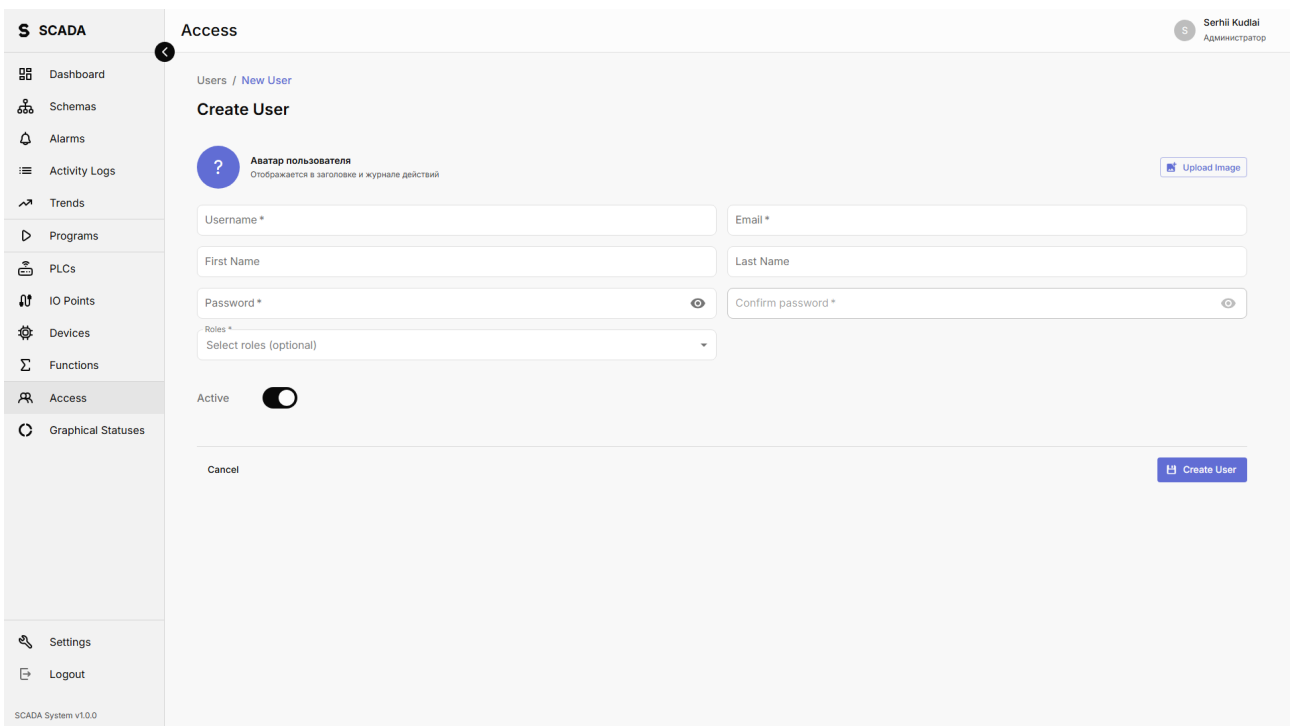 S SCADA
Access
S
Serhii Kudlai
Администратор
Dashboard
Schemas
Alarms
Activity Logs
Trends
Programs
PLCs
IO Points
Devices
Functions
Access
Graphical Statuses
Settings
Logout
SCADA System v1.0.0
Users / New User
Create User
?
Аватар пользователя
Отображается в заголовке и журнале действий
Upload Image
Username *
Email *
First Name
Last Name
Password *
Confirm password *
Roles *
Select roles (optional)
Active
Cancel
Create User